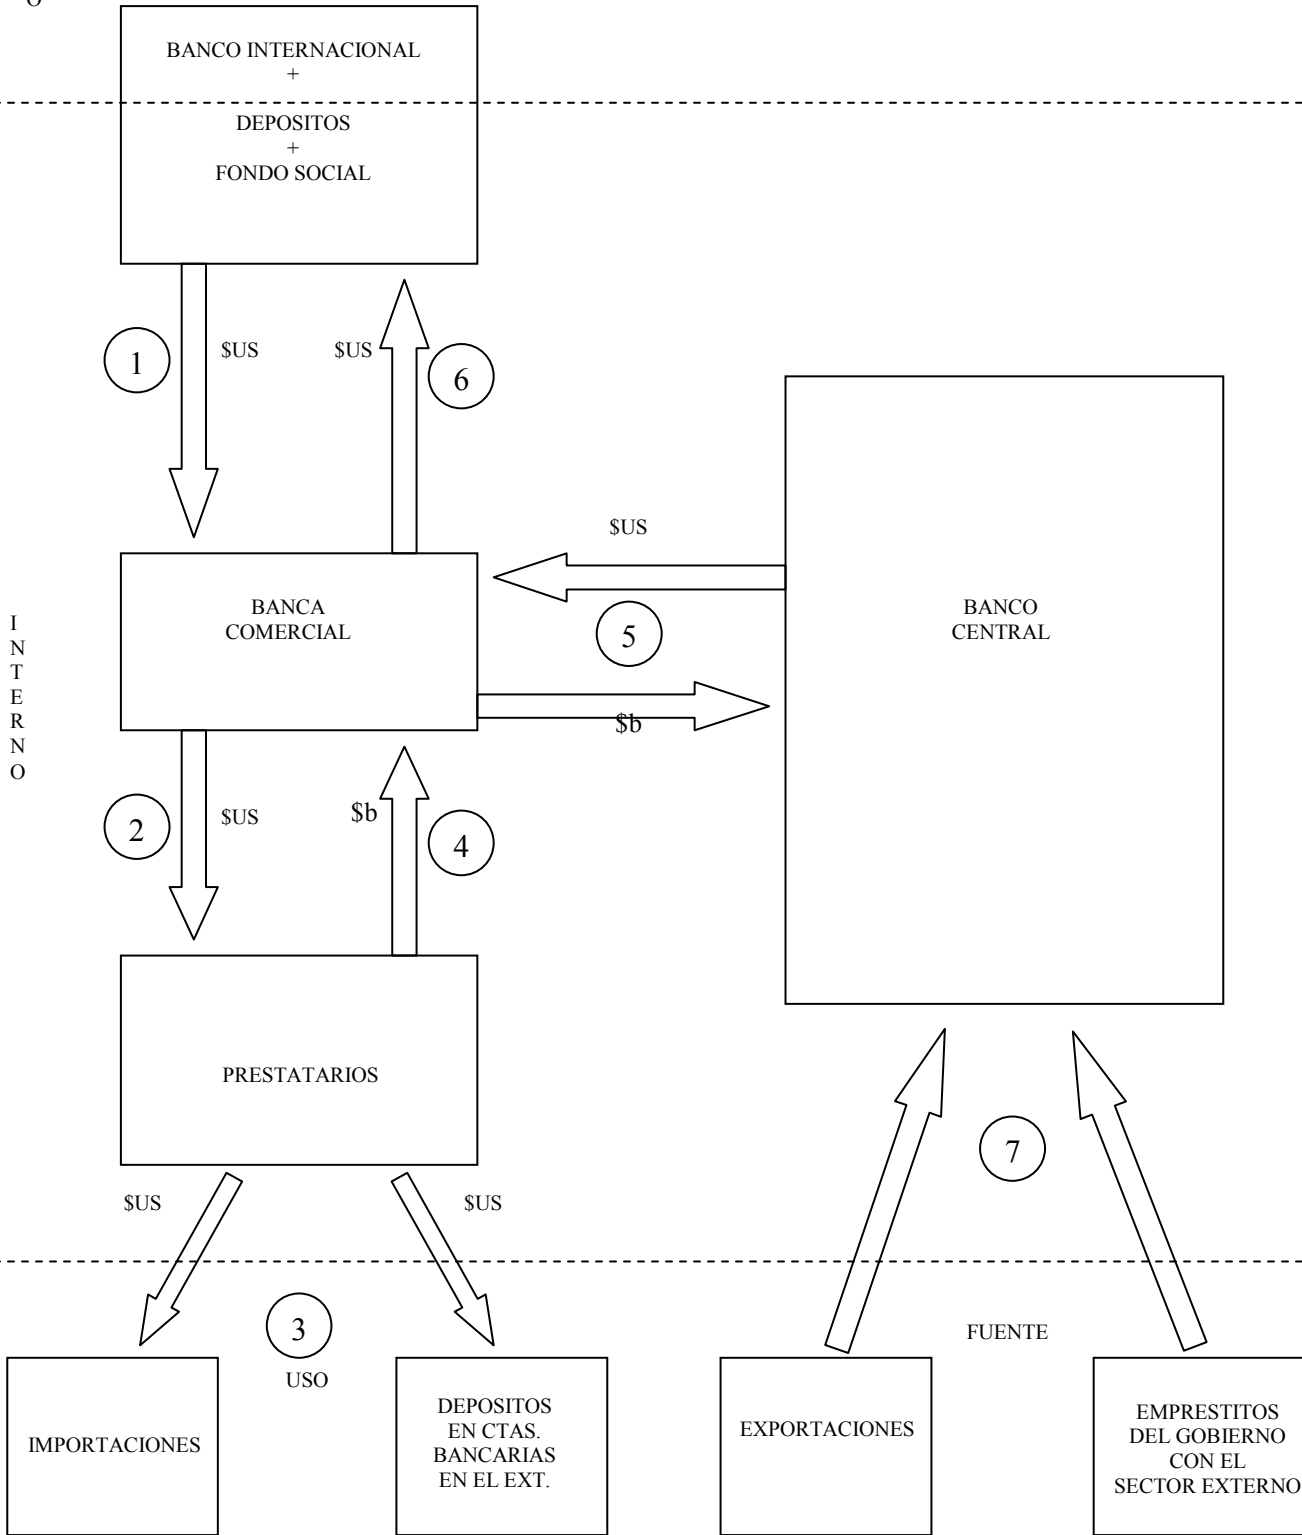 O
BANCO INTERNACIONAL
+
DEPOSITOS
+
FONDO SOCIAL
1
$US
$US
6
$US
BANCA
COMERCIAL
5
BANCO
CENTRAL
I
N
T
E
R
N
O
$b
2
$US
$b
4
PRESTATARIOS
$US
$US
7
3
USO
FUENTE
IMPORTACIONES
DEPOSITOS
EN CTAS.
BANCARIAS
EN EL EXT.
EXPORTACIONES
EMPRESTITOS
DEL GOBIERNO
CON EL
SECTOR EXTERNO